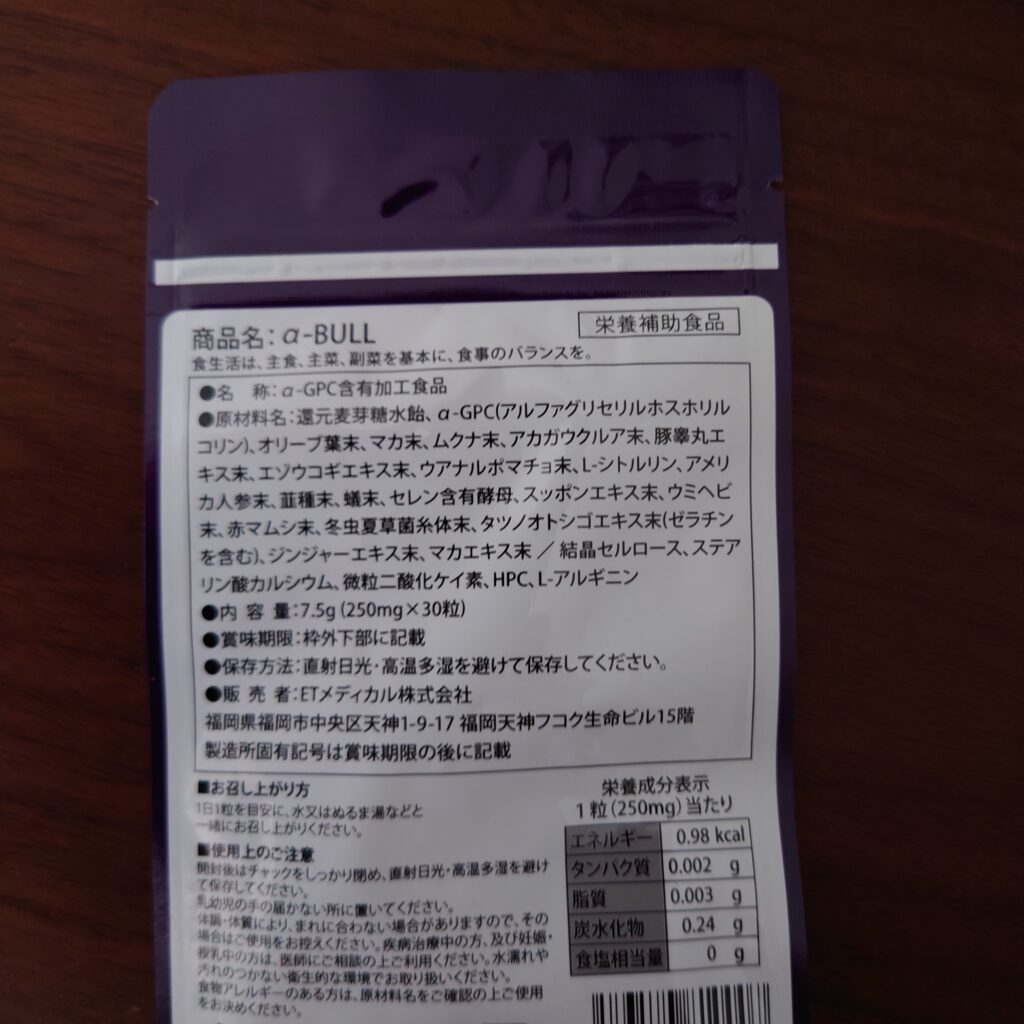 商品名：α-BULL
栄養補助食品
食生活は、主食、主菜、副菜を基本に、食事のバランスを。
●名　称：α-GPC含有加工食品
●原材料名：還元麦芽糖水飴、α-GPC(アルファグリセリルホスホリル
コリン)、オリーブ葉末、マカ末、ムクナ末、アカガウクルア末、豚睾丸エ
キス末、エゾウコギエキス末、ウアナルポマチョ末、L-シトルリン、アメリ
カ人参末、韮種末、蟻末、セレン含有酵母、スッポンエキス末、ウミヘビ
末、赤マムシ末、冬虫夏草菌糸体末、タツノオトシゴエキス末(ゼラチン
を含む)、ジンジャーエキス末、マカエキス末 ／ 結晶セルロース、ステア
リン酸カルシウム、微粒二酸化ケイ素、HPC、L-アルギニン
●内 容 量：7.5g (250mg×30粒)
●賞味期限：枠外下部に記載
●保存方法：直射日光・高温多湿を避けて保存してください。
●販 売 者：ETメディカル株式会社
福岡県福岡市中央区天神1-9-17 福岡天神フコク生命ビル15階
製造所固有記号は賞味期限の後に記載
■お召し上がり方
1日1粒を目安に、水又はぬるま湯などと
一緒にお召し上がりください。
■使用上のご注意
開封後はチャックをしっかり閉め、直射日光・高温多湿を避け
て保存してください。
乳幼児の手の届かない所に置いてください。
体調・体質により、まれに合わない場合がありますので、その
場合はご使用をお控えください。疾病治療中の方、及び妊娠・
授乳中の方は、医師にご相談の上ご利用ください。水濡れや
汚れのつかない衛生的な環境でお取り扱いください。
食物アレルギーのある方は、原材料名をご確認の上ご使用
をお決めください。
栄養成分表示
1粒(250mg)当たり
エネルギー 0.98 kcal
タンパク質 0.002 g
脂質 0.003 g
炭水化物 0.24 g
食塩相当量 0 g